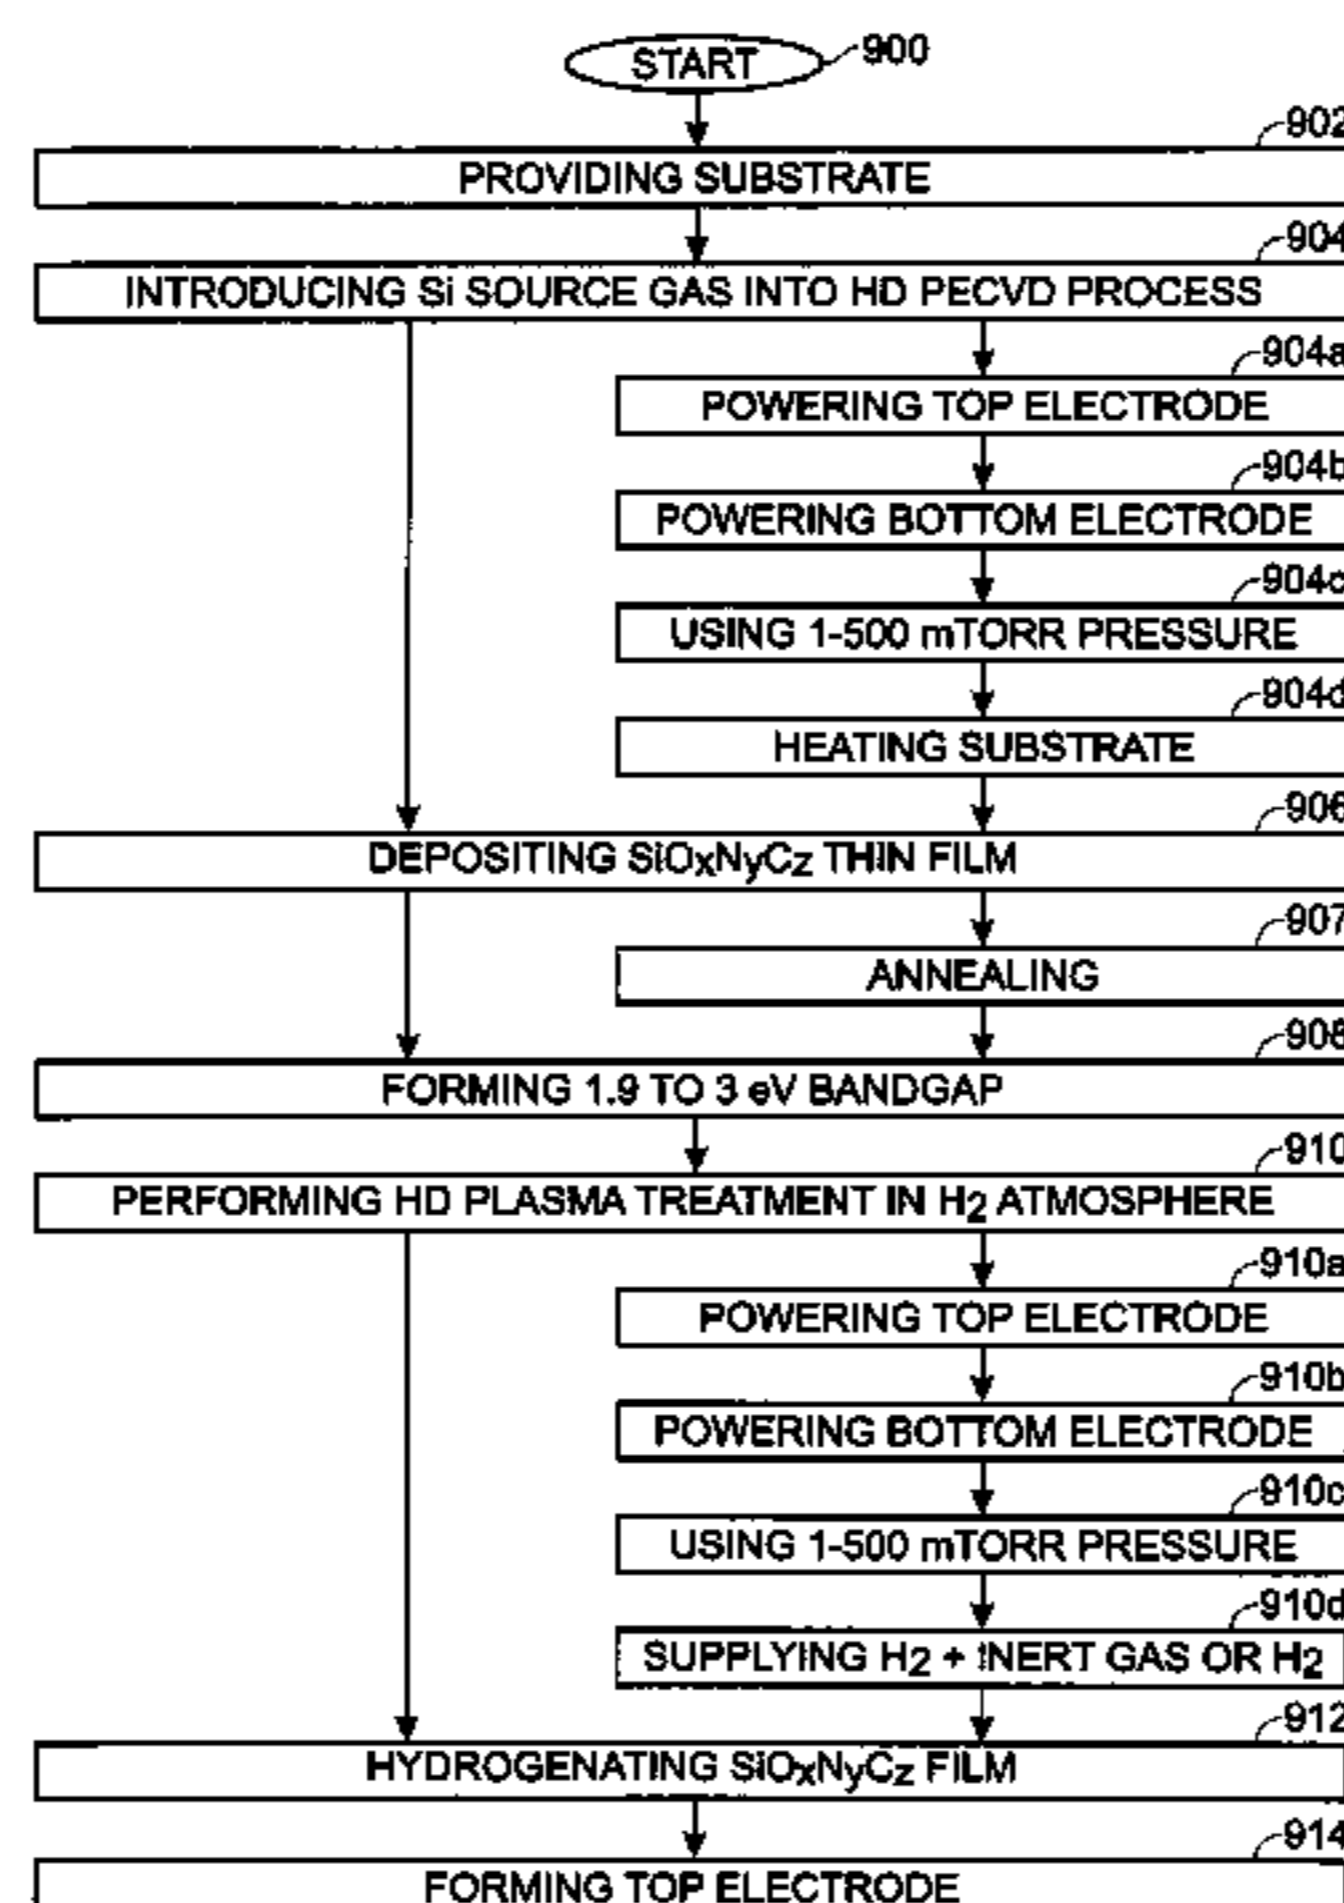 START
900
902
PROVIDING SUBSTRATE
904
INTRODUCING Si SOURCE GAS INTO HD PECVD PROCESS
904a
POWERING TOP ELECTRODE
904b
POWERING BOTTOM ELECTRODE
904c
USING 1-500 mTORR PRESSURE
904d
HEATING SUBSTRATE
906
DEPOSITING SiOxNyCz THIN FILM
907
ANNEALING
908
FORMING 1.9 TO 3 eV BANDGAP
910
PERFORMING HD PLASMA TREATMENT IN H2 ATMOSPHERE
910a
POWERING TOP ELECTRODE
910b
POWERING BOTTOM ELECTRODE
910c
USING 1-500 mTORR PRESSURE
910d
SUPPLYING H2 + INERT GAS OR H2
912
HYDROGENATING SiOxNyCz FILM
914
FORMING TOP ELECTRODE